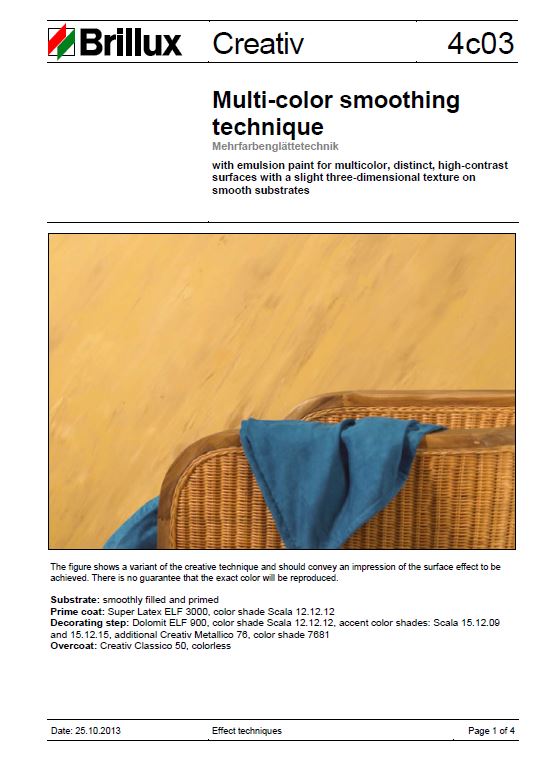 Brillux Creativ 4c03
Multi-color smoothing
technique
Mehrfarbenglättetechnik
with emulsion paint for multicolor, distinct, high-contrast
surfaces with a slight three-dimensional texture on
smooth substrates
The figure shows a variant of the creative technique and should convey an impression of the surface effect to be
achieved. There is no guarantee that the exact color will be reproduced.
Substrate: smoothly filled and primed
Prime coat: Super Latex ELF 3000, color shade Scala 12.12.12
Decorating step: Dolomit ELF 900, color shade Scala 12.12.12, accent color shades: Scala 15.12.09
and 15.12.15, additional Creativ Metallico 76, color shade 7681
Overcoat: Creativ Classico 50, colorless
Date: 25.10.2013 Effect techniques Page 1 of 4